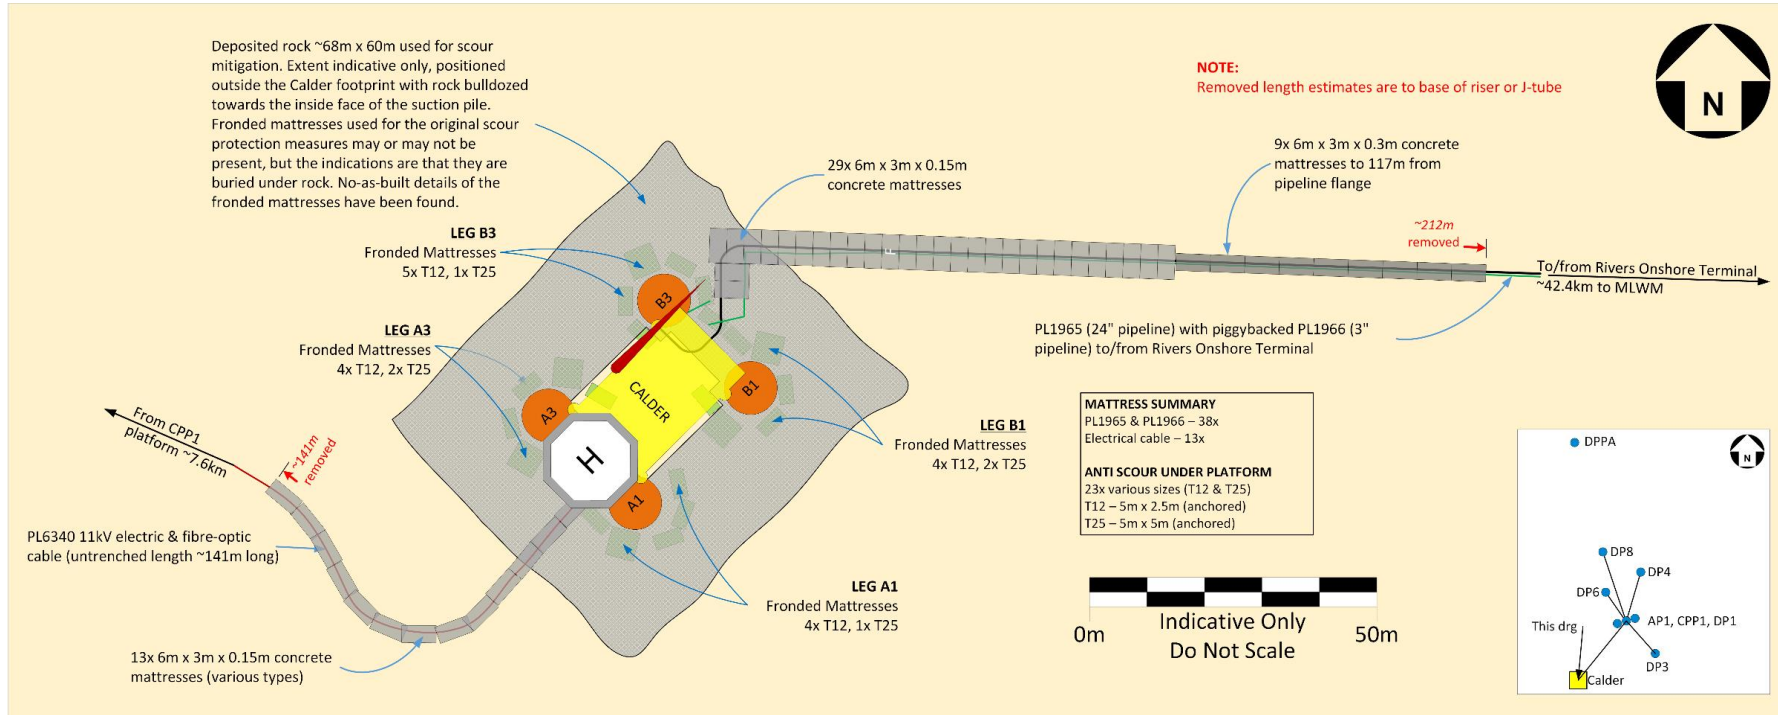 Deposited rock ~68m x 60m used for scour
mitigation. Extent indicative only, positioned
outside the Calder footprint with rock bulldozed
towards the inside face of the suction pile.
Fronded mattresses used for the original scour
protection measures may or may not be
present, but the indications are that they are
buried under rock. No-as-built details of the
fronded mattresses have been found.
NOTE:
Removed length estimates are to base of riser or J-tube
N
29x 6m x 3m x 0.15m
concrete mattresses
9x 6m x 3m x 0.3m concrete
mattresses to 117m from
pipeline flange
~212m
removed
To/from Rivers Onshore Terminal
~42.4km to MLWM
LEG B3
Fronded Mattresses
5x T12, 1x T25
LEG A3
Fronded Mattresses
4x T12, 2x T25
B3
B1
A3
A1
CALDER
H
PL1965 (24" pipeline) with piggybacked PL1966 (3"
pipeline) to/from Rivers Onshore Terminal
LEG B1
Fronded Mattresses
4x T12, 2x T25
From CPP1
platform ~7.6km
~141m
removed
PL6340 11kV electric & fibre-optic
cable (untrenched length ~141m long)
13x 6m x 3m x 0.15m concrete
mattresses (various types)
LEG A1
Fronded Mattresses
4x T12, 1x T25
MATTRESS SUMMARY
PL1965 & PL1966 – 38x
Electrical cable – 13x
ANTI SCOUR UNDER PLATFORM
23x various sizes (T12 & T25)
T12 – 5m x 2.5m (anchored)
T25 – 5m x 5m (anchored)
0m
Indicative Only
Do Not Scale
50m
DPPA
N
DP8
DP4
DP6
AP1, CPP1, DP1
This drg
DP3
Calder